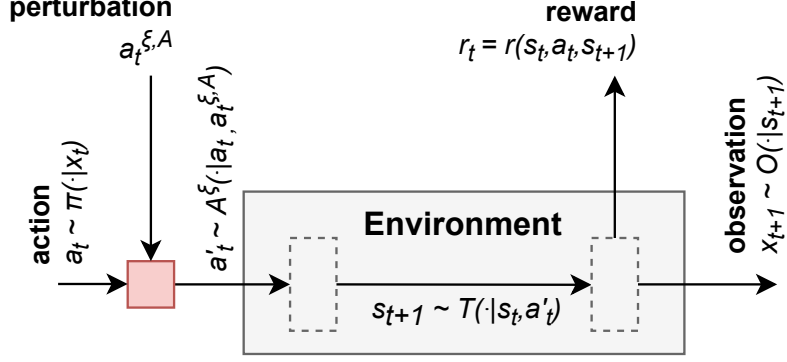 perturbation
a_t^{ξ,A}
reward
r_t = r(s_t,a_t,s_{t+1})
action
a_t ~ π(·|x_t)
a'_t ~ A^ξ(·|a_t, a_t^{ξ,A})
Environment
s_{t+1} ~ T(·|s_t,a'_t)
observation
x_{t+1} ~ O(·|s_{t+1})